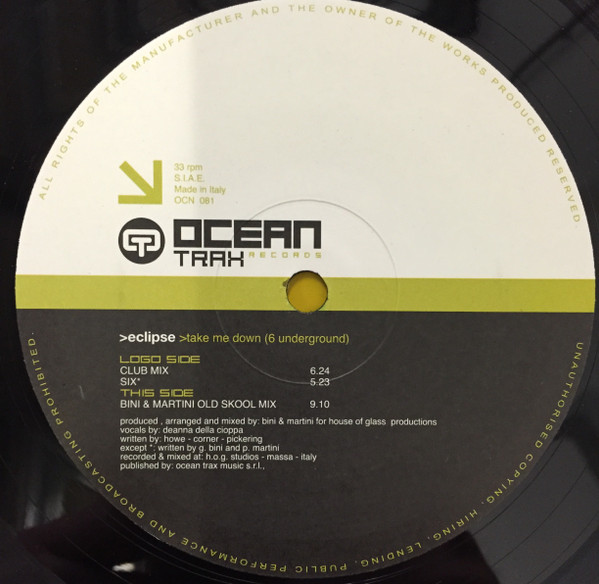 ALL RIGHTS OF THE MANUFACTURER AND THE OWNER OF THE WORKS PRODUCED RESERVED
33 rpm
S.I.A.E.
Made in Italy
OCN 081
OCEAN
TRAX RECORDS
>eclipse >take me down (6 underground)
LOGO SIDE
CLUB MIX 6.24
SIX* 5.23
THIS SIDE
BINI & MARTINI OLD SKOOL MIX 9.10
produced , arranged and mixed by: bini & martini for house of glass productions
vocals by: deanna della cioppa
written by: howe - corner - pickering
except *: written by g. bini and p. martini
recorded & mixed at: h.o.g. studios - massa - italy
published by: ocean trax music s.r.l.,
UNAUTHORISED COPYING, HIRING, LENDING, PUBLIC PERFORMANCE AND BROADCASTING PROHIBITED.